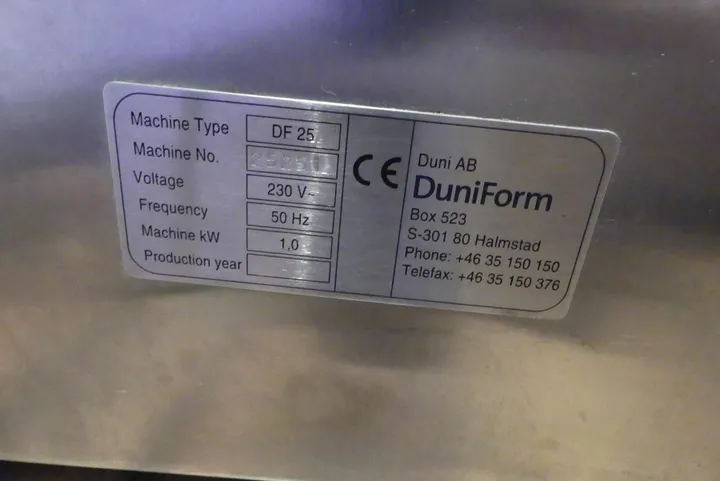 Machine Type DF 25
Machine No.
Voltage 230 V~
Frequency 50 Hz
Machine kW 1,0
Production year
CE
Duni AB
DuniForm
Box 523
S-301 80 Halmstad
Phone: +46 35 150 150
Telefax: +46 35 150 376